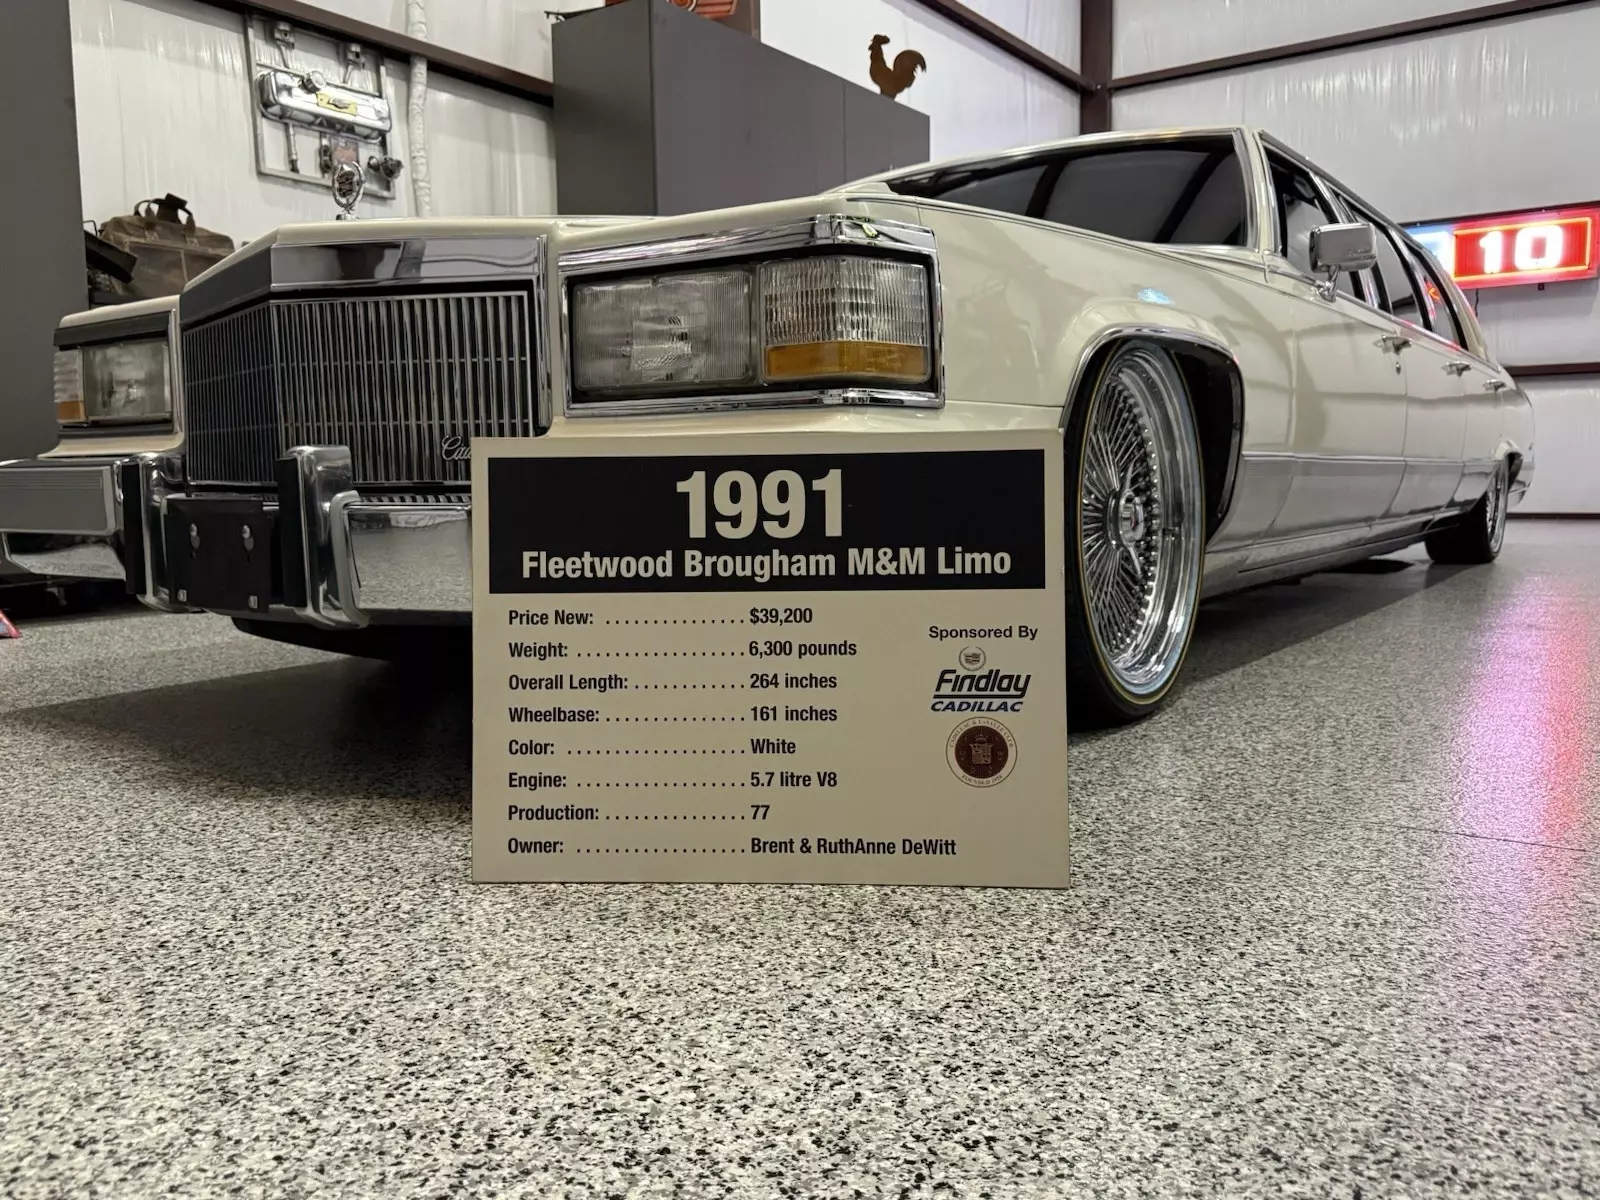 10
1991
Fleetwood Brougham M&M Limo
Price New: ............... $39,200
Weight: ................. 6,300 pounds
Overall Length: ........... 264 inches
Wheelbase: .............. 161 inches
Color: .................. White
Engine: ................. 5.7 litre V8
Production: .............. 77
Owner: ................. Brent & RuthAnne DeWitt
Sponsored By
Findlay
CADILLAC